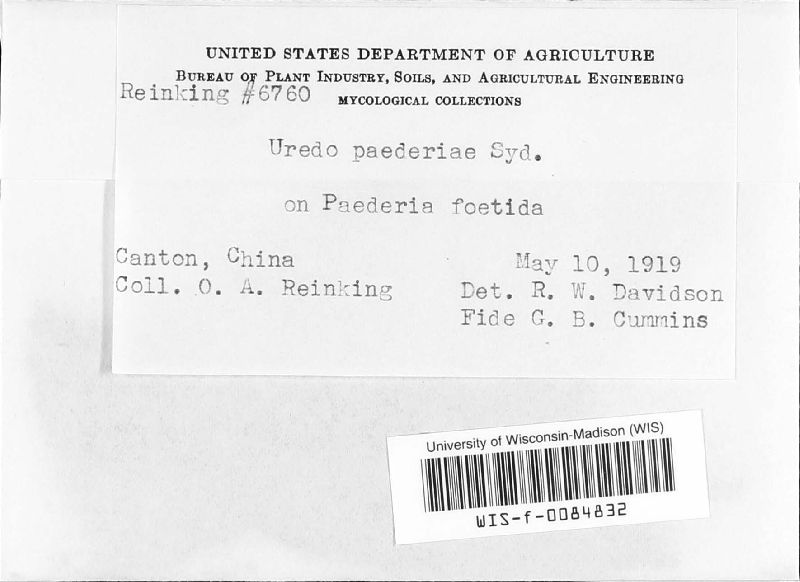 UNITED STATES DEPARTMENT OF AGRICULTURE
BUREAU OF PLANT INDUSTRY, SOILS, AND AGRICULTURAL ENGINEERING
Reinking #6760 MYCOLOGICAL COLLECTIONS
Uredo paederiae Syd.
on Paederia foetida
Canton, China May 10, 1919
Coll. O. A. Reinking Det. R. W. Davidson
Fide G. B. Cummins
University of Wisconsin-Madison (WIS)
WIS-f-0084832